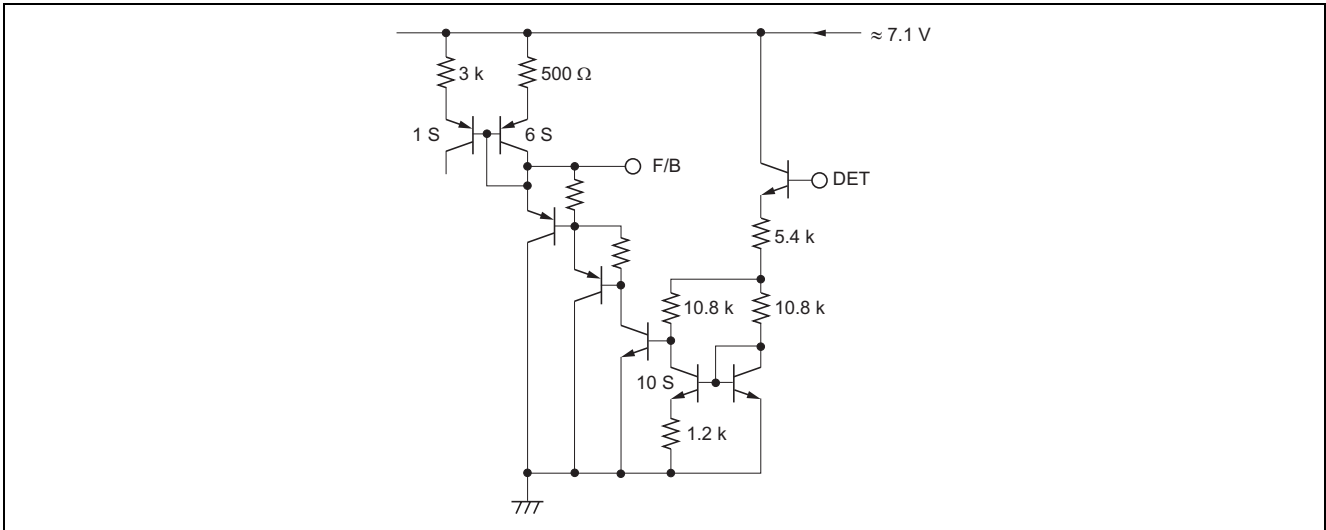 ≈ 7.1 V
3 k
500 Ω
1 S
6 S
F/B
DET
5.4 k
10.8 k
10.8 k
10 S
1.2 k